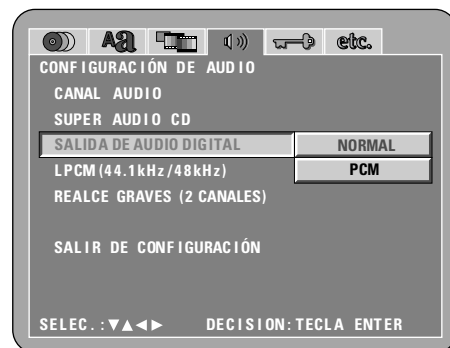 Aa etc.
CONFIGURACIÓN DE AUDIO
CANAL AUDIO
SUPER AUDIO CD
SALIDA DE AUDIO DIGITAL NORMAL
LPCM (44.1kHz/48kHz) PCM
REALCE GRAVES (2 CANALES)
SALIR DE CONFIGURACIÓN
SELEC.:▼▲◄► DECISION:TECLA ENTER